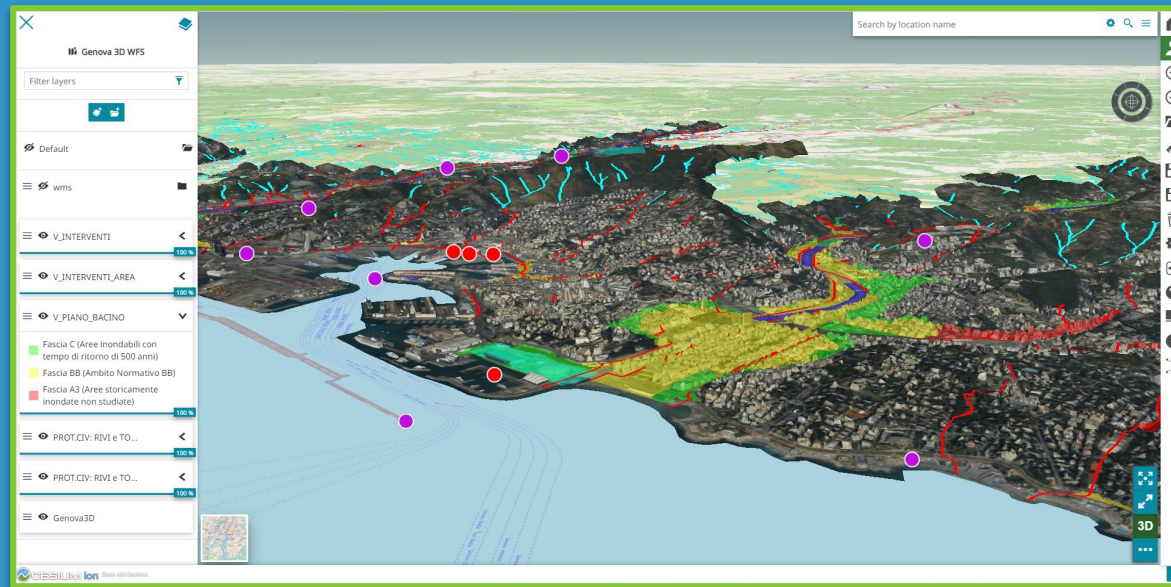 Genova 3D WFS
Search by location name
Filter layers
Default
wms
V_INTERVENTI
100 %
V_INTERVENTI_AREA
100 %
V_PIANO_BACINO
Fascia C (Aree inondabili con
tempo di ritorno di 500 anni)
Fascia BB (Ambito Normativo BB)
Fascia A3 (Aree storicamente
inondate non studiate)
100 %
PROT.CIV: RIVI e TO...
100 %
PROT.CIV: RIVI e TO...
100 %
Genova3D
3D
CESIUM ion Data attribution